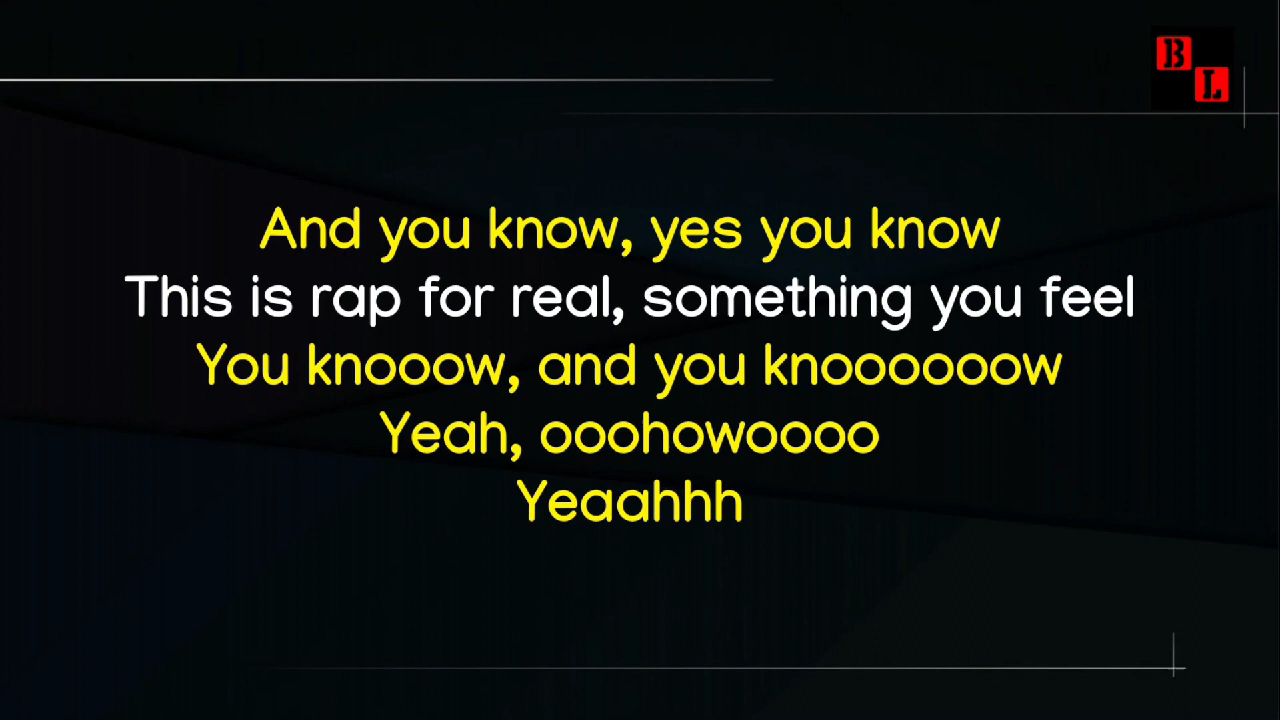 B
L
And you know, yes you know
This is rap for real, something you feel
You knooow, and you knoooooow
Yeah, ooohowoooo
Yeaahhh